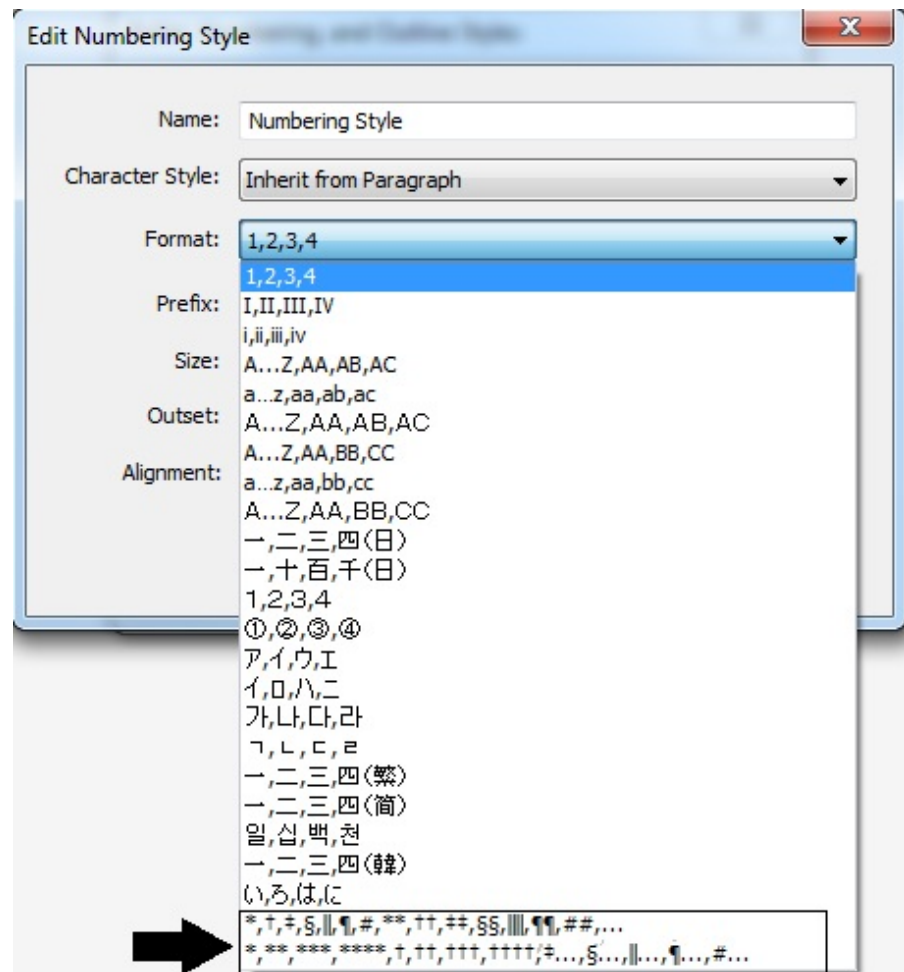 Edit Numbering Style
Name: Numbering Style
Character Style: Inherit from Paragraph
Format: 1,2,3,4
1,2,3,4
Prefix:
I,II,III,IV
i,ii,iii,iv
Size:
A...Z,AA,AB,AC
a...z,aa,ab,ac
Outset:
A...Z,AA,AB,AC
A...Z,AA,BB,CC
Alignment:
a...z,aa,bb,cc
A...Z,AA,BB,CC
一,二,三,四(日)
一,十,百,千(日)
1,2,3,4
①,②,③,④
ア,イ,ウ,エ
イ,ロ,ハ,ニ
가,나,다,라
ㄱ,ㄴ,ㄷ,ㄹ
一,二,三,四(繁)
一,二,三,四(简)
일,십,백,천
一,二,三,四(韓)
い,ろ,は,に
*,†,‡,§,‖,¶,#,**,††,‡‡,§§,‖‖,¶¶,##,...
*,**,***,****,†,††,†††,††††,‡...,§...,‖...,¶...,#...